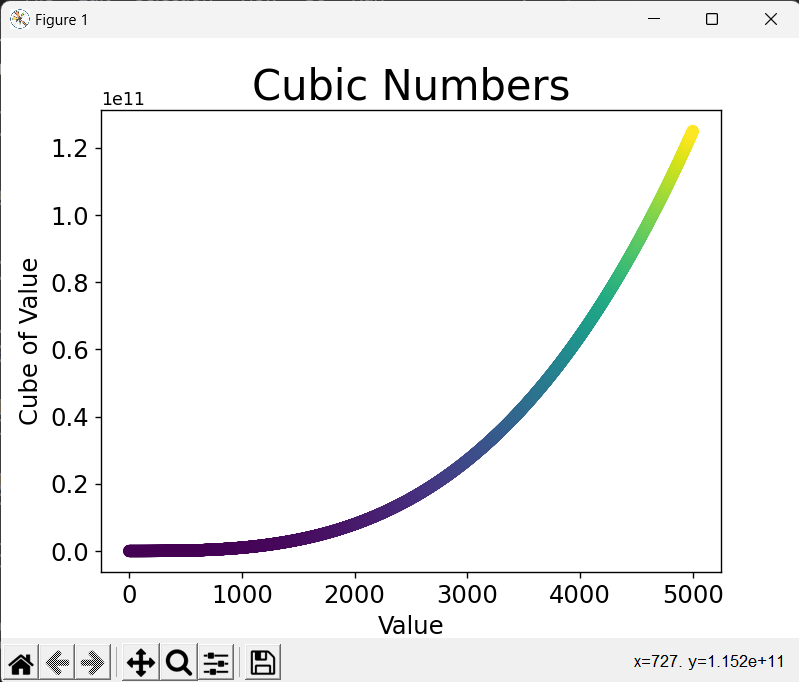 Figure 1
Cubic Numbers
1e11
1.2
1.0
0.8
0.6
0.4
0.2
0.0
Cube of Value
0 1000 2000 3000 4000 5000
Value
x=727. y=1.152e+11